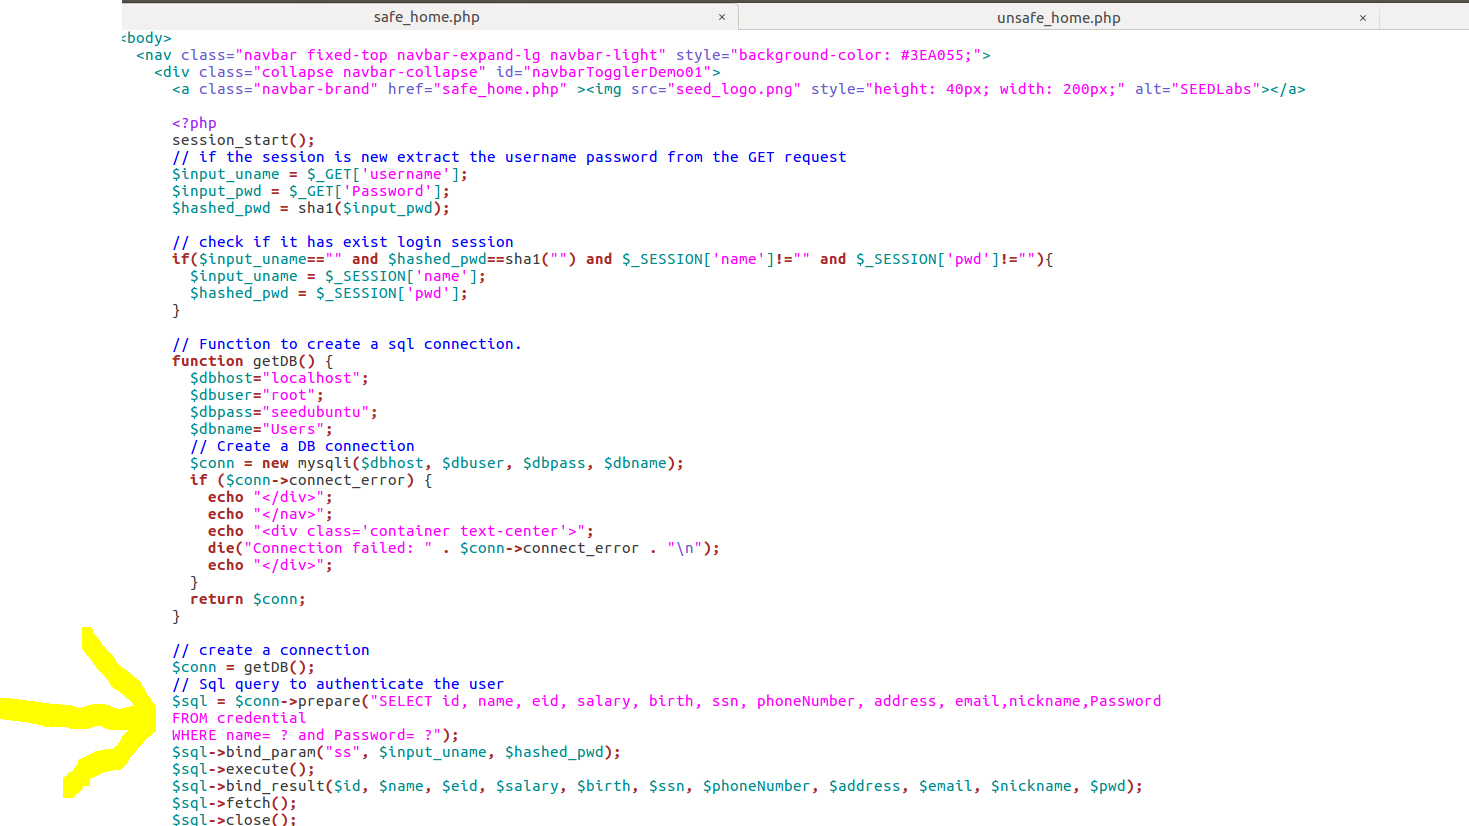 safe_home.php × unsafe_home.php ×
<body>
<nav class="navbar fixed-top navbar-expand-lg navbar-light" style="background-color: #3EA055;">
<div class="collapse navbar-collapse" id="navbarTogglerDemo01">
<a class="navbar-brand" href="safe_home.php" ><img src="seed_logo.png" style="height: 40px; width: 200px;" alt="SEEDLabs"></a>
<?php
session_start();
// if the session is new extract the username password from the GET request
$input_uname = $_GET['username'];
$input_pwd = $_GET['Password'];
$hashed_pwd = sha1($input_pwd);
// check if it has exist login session
if($input_uname=="" and $hashed_pwd==sha1("") and $_SESSION['name']!="" and $_SESSION['pwd']!=""){
$input_uname = $_SESSION['name'];
$hashed_pwd = $_SESSION['pwd'];
}
// Function to create a sql connection.
function getDB() {
$dbhost="localhost";
$dbuser="root";
$dbpass="seedubuntu";
$dbname="Users";
// Create a DB connection
$conn = new mysqli($dbhost, $dbuser, $dbpass, $dbname);
if ($conn->connect_error) {
echo "</div>";
echo "</nav>";
echo "<div class='container text-center'>";
die("Connection failed: " . $conn->connect_error . "\n");
echo "</div>";
}
return $conn;
}
// create a connection
$conn = getDB();
// Sql query to authenticate the user
$sql = $conn->prepare("SELECT id, name, eid, salary, birth, ssn, phoneNumber, address, email,nickname,Password
FROM credential
WHERE name= ? and Password= ?");
$sql->bind_param("ss", $input_uname, $hashed_pwd);
$sql->execute();
$sql->bind_result($id, $name, $eid, $salary, $birth, $ssn, $phoneNumber, $address, $email, $nickname, $pwd);
$sql->fetch();
$sql->close();